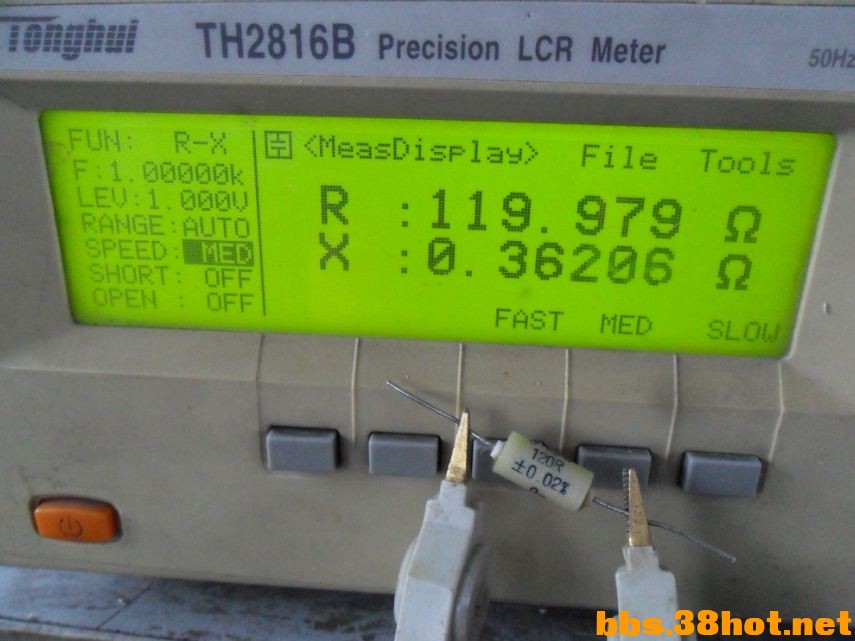 Tonghui TH2816B Precision LCR Meter 50Hz
FUN: R-X
F:1.00000k
LEV:1.000V
RANGE:AUTO
SPEED:MED
SHORT: OFF
OPEN : OFF
<MeasDisplay> File Tools
R :119.979 Ω
X :0.36206 Ω
FAST MED SLOW
120R
±0.02%
bbs.38hot.net